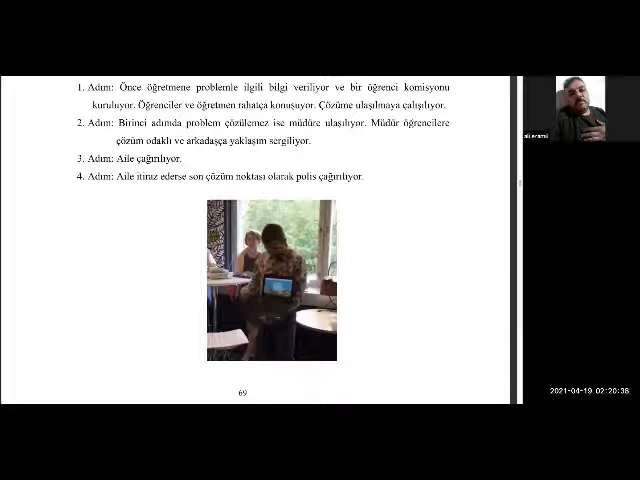 1. Adım: Önce öğretmene problemle ilgili bilgi veriliyor ve bir öğrenci komisyonu
kuruluyor. Öğrenciler ve öğretmen rahatça konuşuyor. Çözüme ulaşılmaya çalışılıyor.
2. Adım: Birinci adımda problem çözülemez ise müdüre ulaşılıyor. Müdür öğrencilere
çözüm odaklı ve arkadaşça yaklaşım sergiliyor.
3. Adım: Aile çağırılıyor.
4. Adım: Aile itiraz ederse son çözüm noktası olarak polis çağırılıyor.
69
2021-04-19 02:20:38